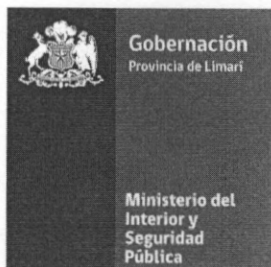 Gobernación
Provincia de Limarí
Ministerio del
Interior y
Seguridad
Pública